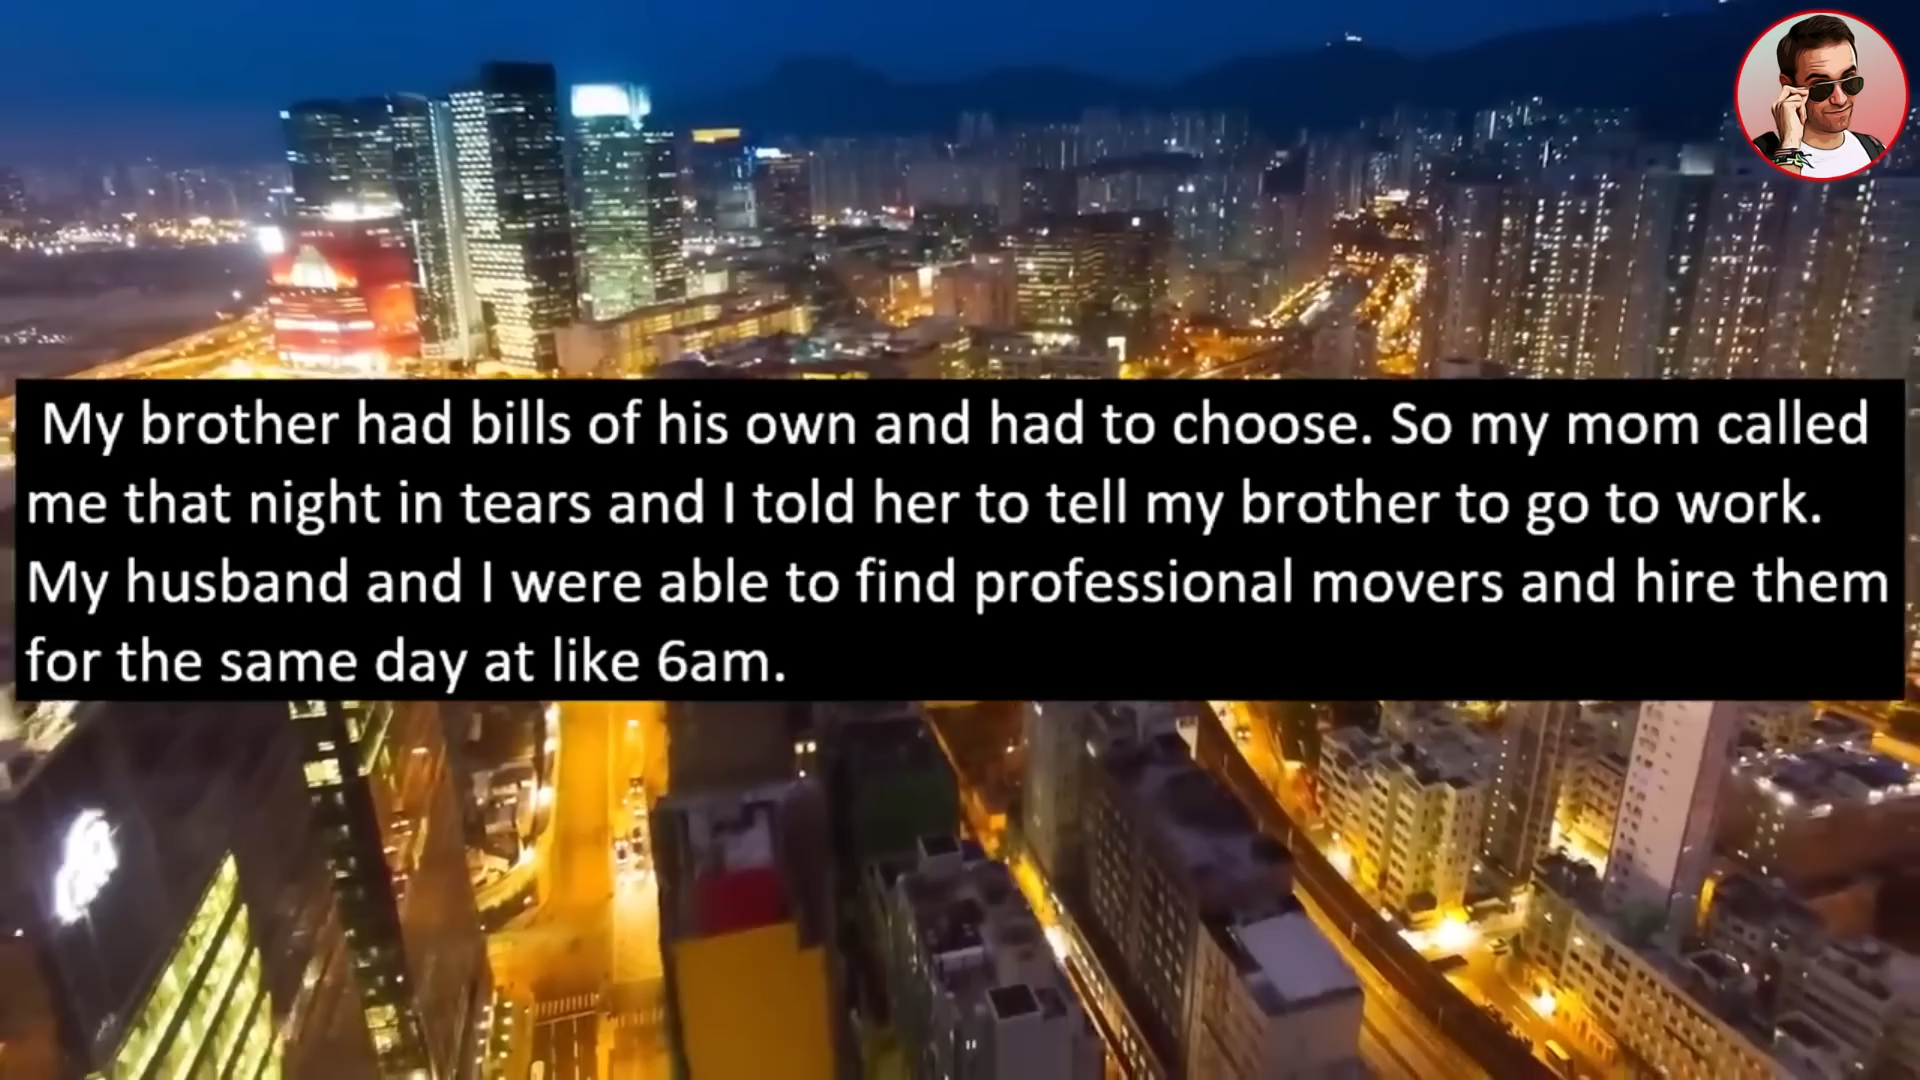 My brother had bills of his own and had to choose. So my mom called
me that night in tears and I told her to tell my brother to go to work.
My husband and I were able to find professional movers and hire them
for the same day at like 6am.